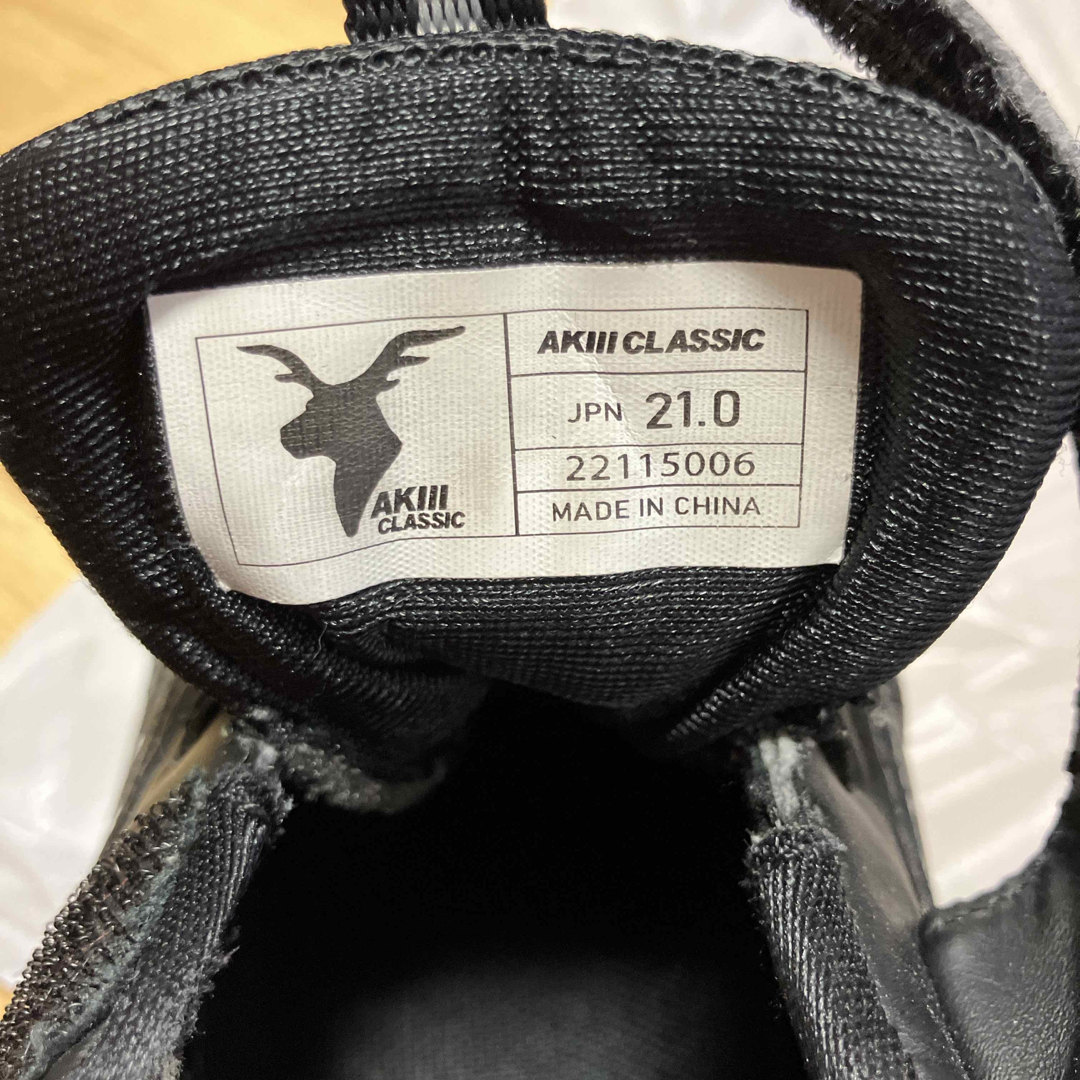 AKIII
CLASSIC
AKIII CLASSIC
JPN 21.0
22115006
MADE IN CHINA